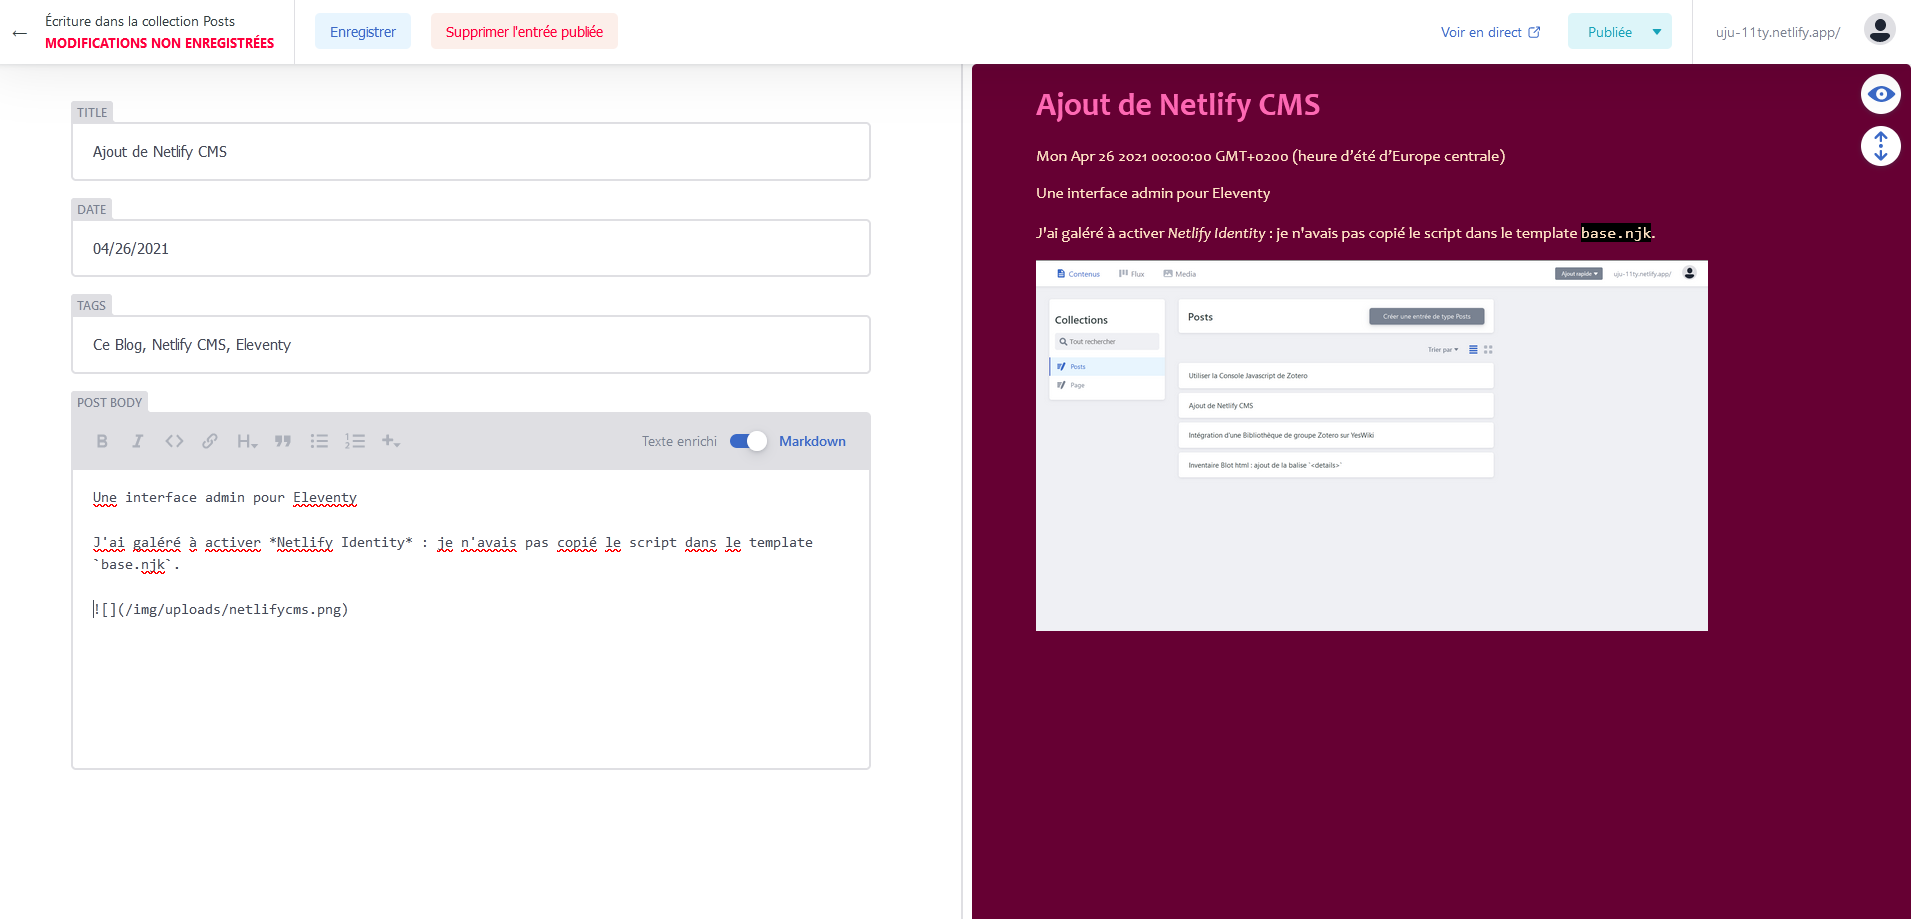 Écriture dans la collection Posts
MODIFICATIONS NON ENREGISTRÉES
Enregistrer
Supprimer l'entrée publiée
Voir en direct
Publiée
uju-11ty.netlify.app/
TITLE
Ajout de Netlify CMS
DATE
04/26/2021
TAGS
Ce Blog, Netlify CMS, Eleventy
POST BODY
B I <> H
Texte enrichi Markdown
Une interface admin pour Eleventy
J'ai galéré à activer *Netlify Identity* : je n'avais pas copié le script dans le template
`base.njk`.
![](/img/uploads/netlifycms.png)
Ajout de Netlify CMS
Mon Apr 26 2021 00:00:00 GMT+0200 (heure d’été d’Europe centrale)
Une interface admin pour Eleventy
J'ai galéré à activer Netlify Identity : je n'avais pas copié le script dans le template base.njk.
Contenus Flux Media
Ajout rapide
uju-11ty.netlify.app/
Collections
Tout rechercher
Posts
Page
Posts
Créer une entrée de type Posts
Trier par
Utiliser la Console Javascript de Zotero
Ajout de Netlify CMS
Intégration d'une Bibliothèque de groupe Zotero sur YesWiki
Inventaire Blot html : ajout de la balise `<details>`